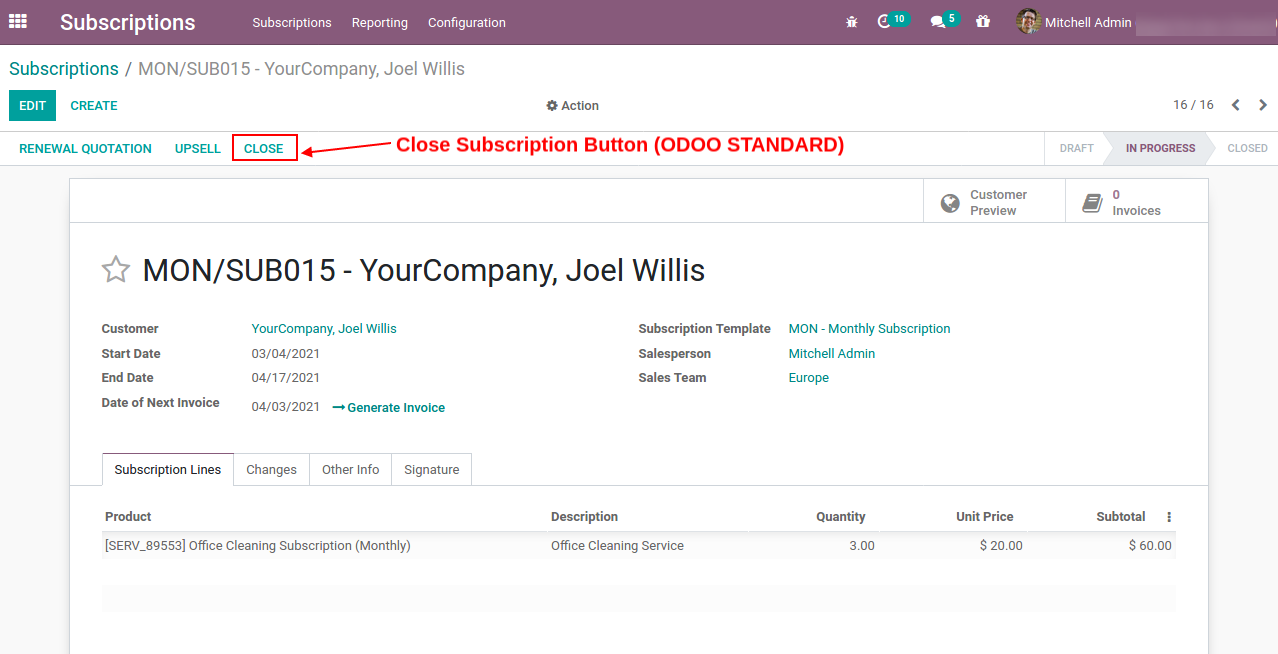 Subscriptions Subscriptions Reporting Configuration 10 5 Mitchell Admin
Subscriptions / MON/SUB015 - YourCompany, Joel Willis
EDIT CREATE Action 16 / 16
RENEWAL QUOTATION UPSELL CLOSE Close Subscription Button (ODOO STANDARD) DRAFT IN PROGRESS CLOSED
Customer Preview 0 Invoices
MON/SUB015 - YourCompany, Joel Willis
Customer YourCompany, Joel Willis Subscription Template MON - Monthly Subscription
Start Date 03/04/2021 Salesperson Mitchell Admin
End Date 04/17/2021 Sales Team Europe
Date of Next Invoice 04/03/2021 Generate Invoice
Subscription Lines Changes Other Info Signature
Product Description Quantity Unit Price Subtotal
[SERV_89553] Office Cleaning Subscription (Monthly) Office Cleaning Service 3.00 $ 20.00 $ 60.00